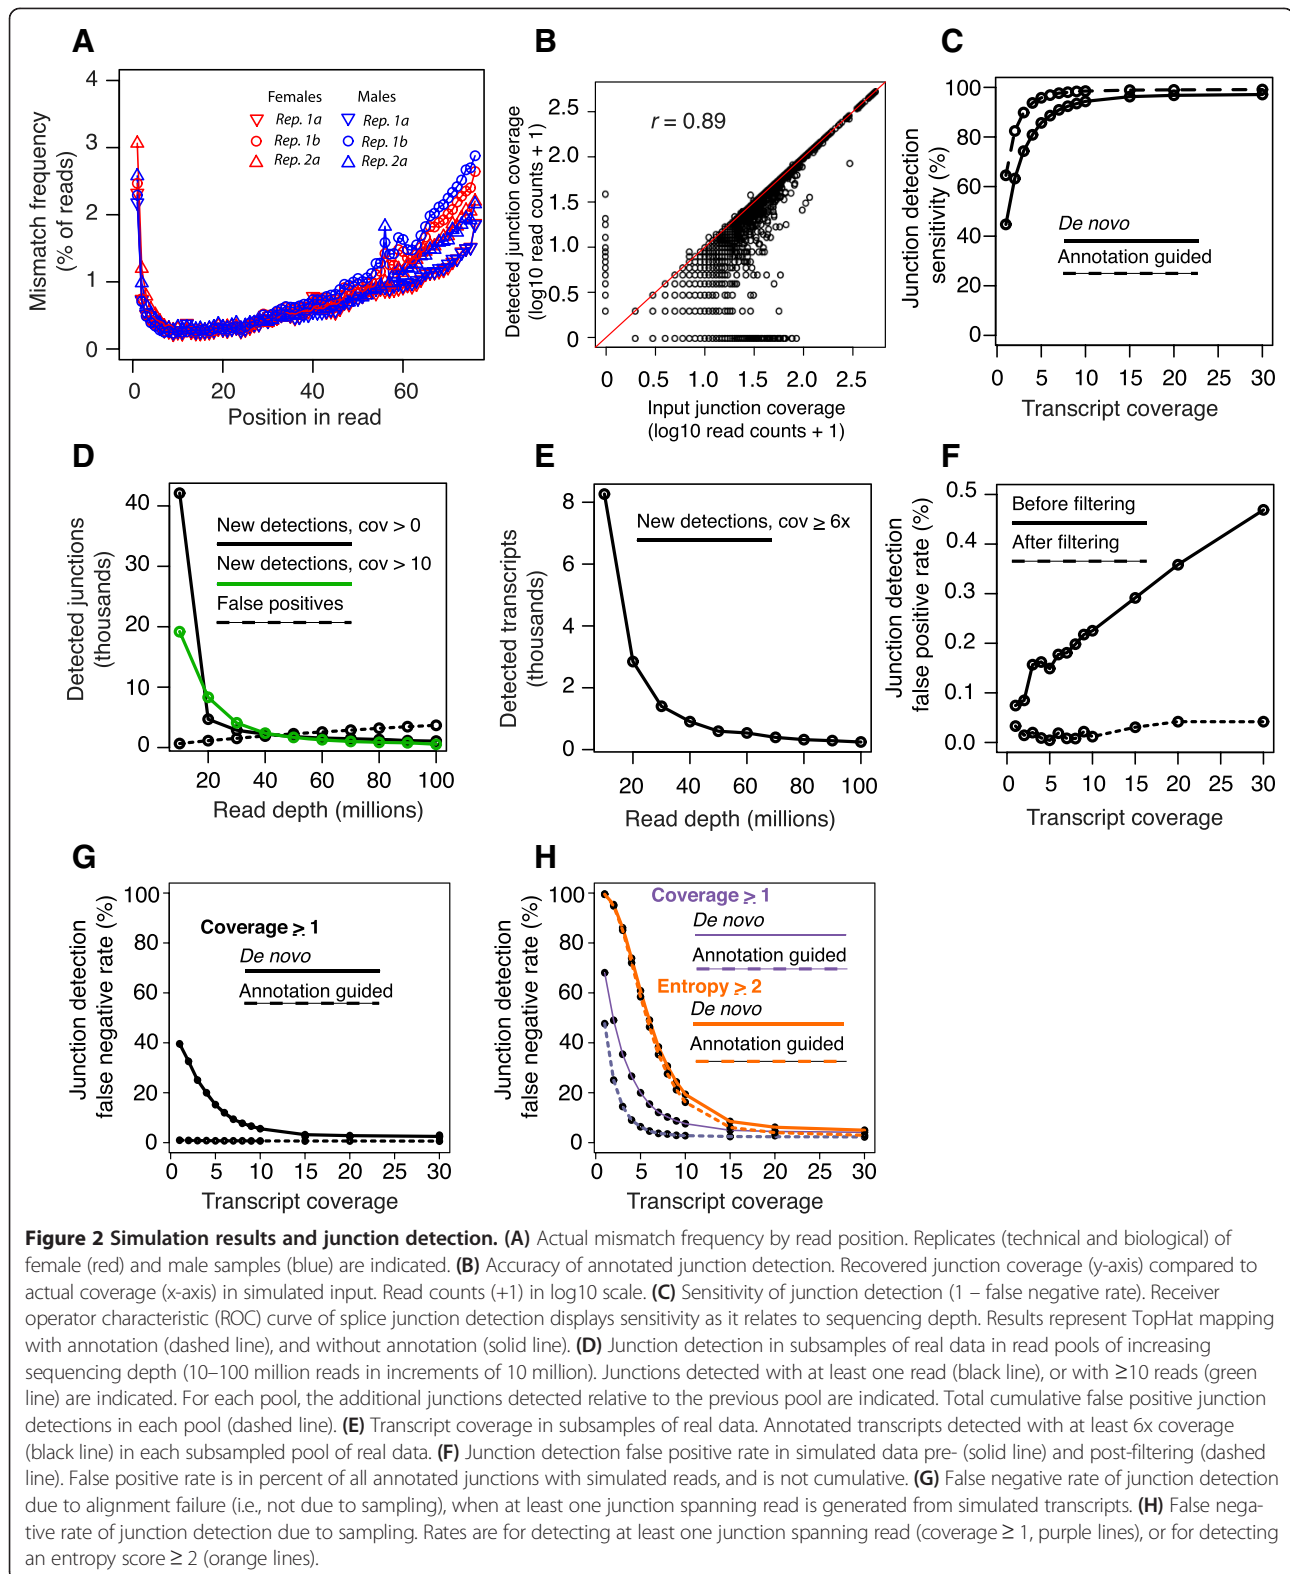 A
Mismatch frequency
(% of reads)
4
3
2
1
0
Females Males
Rep. 1a Rep. 1a
Rep. 1b Rep. 1b
Rep. 2a Rep. 2a
0 20 40 60
Position in read
B
Detected junction coverage
(log10 read counts + 1)
2.5
2.0
1.5
1.0
0.5
0
r = 0.89
0 0.5 1.0 1.5 2.0 2.5
Input junction coverage
(log10 read counts + 1)
C
Junction detection
sensitivity (%)
100
80
60
40
20
0
De novo
Annotation guided
0 1 5 10 15 20 25 30
Transcript coverage
D
Detected junctions
(thousands)
40
30
20
10
0
New detections, cov > 0
New detections, cov > 10
False positives
20 40 60 80 100
Read depth (millions)
E
Detected transcripts
(thousands)
8
6
4
2
0
New detections, cov ≥ 6x
20 40 60 80 100
Read depth (millions)
F
Junction detection
false positive rate (%)
0.5
0.4
0.3
0.2
0.1
0.0
Before filtering
After filtering
0 1 5 10 15 20 25 30
Transcript coverage
G
Junction detection
false negative rate (%)
100
80
60
40
20
0
Coverage ≥ 1
De novo
Annotation guided
0 1 5 10 15 20 25 30
Transcript coverage
H
Junction detection
false negative rate (%)
100
80
60
40
20
0
Coverage ≥ 1
De novo
Annotation guided
Entropy ≥ 2
De novo
Annotation guided
0 1 5 10 15 20 25 30
Transcript coverage
Figure 2 Simulation results and junction detection. (A) Actual mismatch frequency by read position. Replicates (technical and biological) of
female (red) and male samples (blue) are indicated. (B) Accuracy of annotated junction detection. Recovered junction coverage (y-axis) compared to
actual coverage (x-axis) in simulated input. Read counts (+1) in log10 scale. (C) Sensitivity of junction detection (1 – false negative rate). Receiver
operator characteristic (ROC) curve of splice junction detection displays sensitivity as it relates to sequencing depth. Results represent TopHat mapping
with annotation (dashed line), and without annotation (solid line). (D) Junction detection in subsamples of real data in read pools of increasing
sequencing depth (10–100 million reads in increments of 10 million). Junctions detected with at least one read (black line), or with ≥10 reads (green
line) are indicated. For each pool, the additional junctions detected relative to the previous pool are indicated. Total cumulative false positive junction
detections in each pool (dashed line). (E) Transcript coverage in subsamples of real data. Annotated transcripts detected with at least 6x coverage
(black line) in each subsampled pool of real data. (F) Junction detection false positive rate in simulated data pre- (solid line) and post-filtering (dashed
line). False positive rate is in percent of all annotated junctions with simulated reads, and is not cumulative. (G) False negative rate of junction detection
due to alignment failure (i.e., not due to sampling), when at least one junction spanning read is generated from simulated transcripts. (H) False nega-
tive rate of junction detection due to sampling. Rates are for detecting at least one junction spanning read (coverage ≥ 1, purple lines), or for detecting
an entropy score ≥ 2 (orange lines).